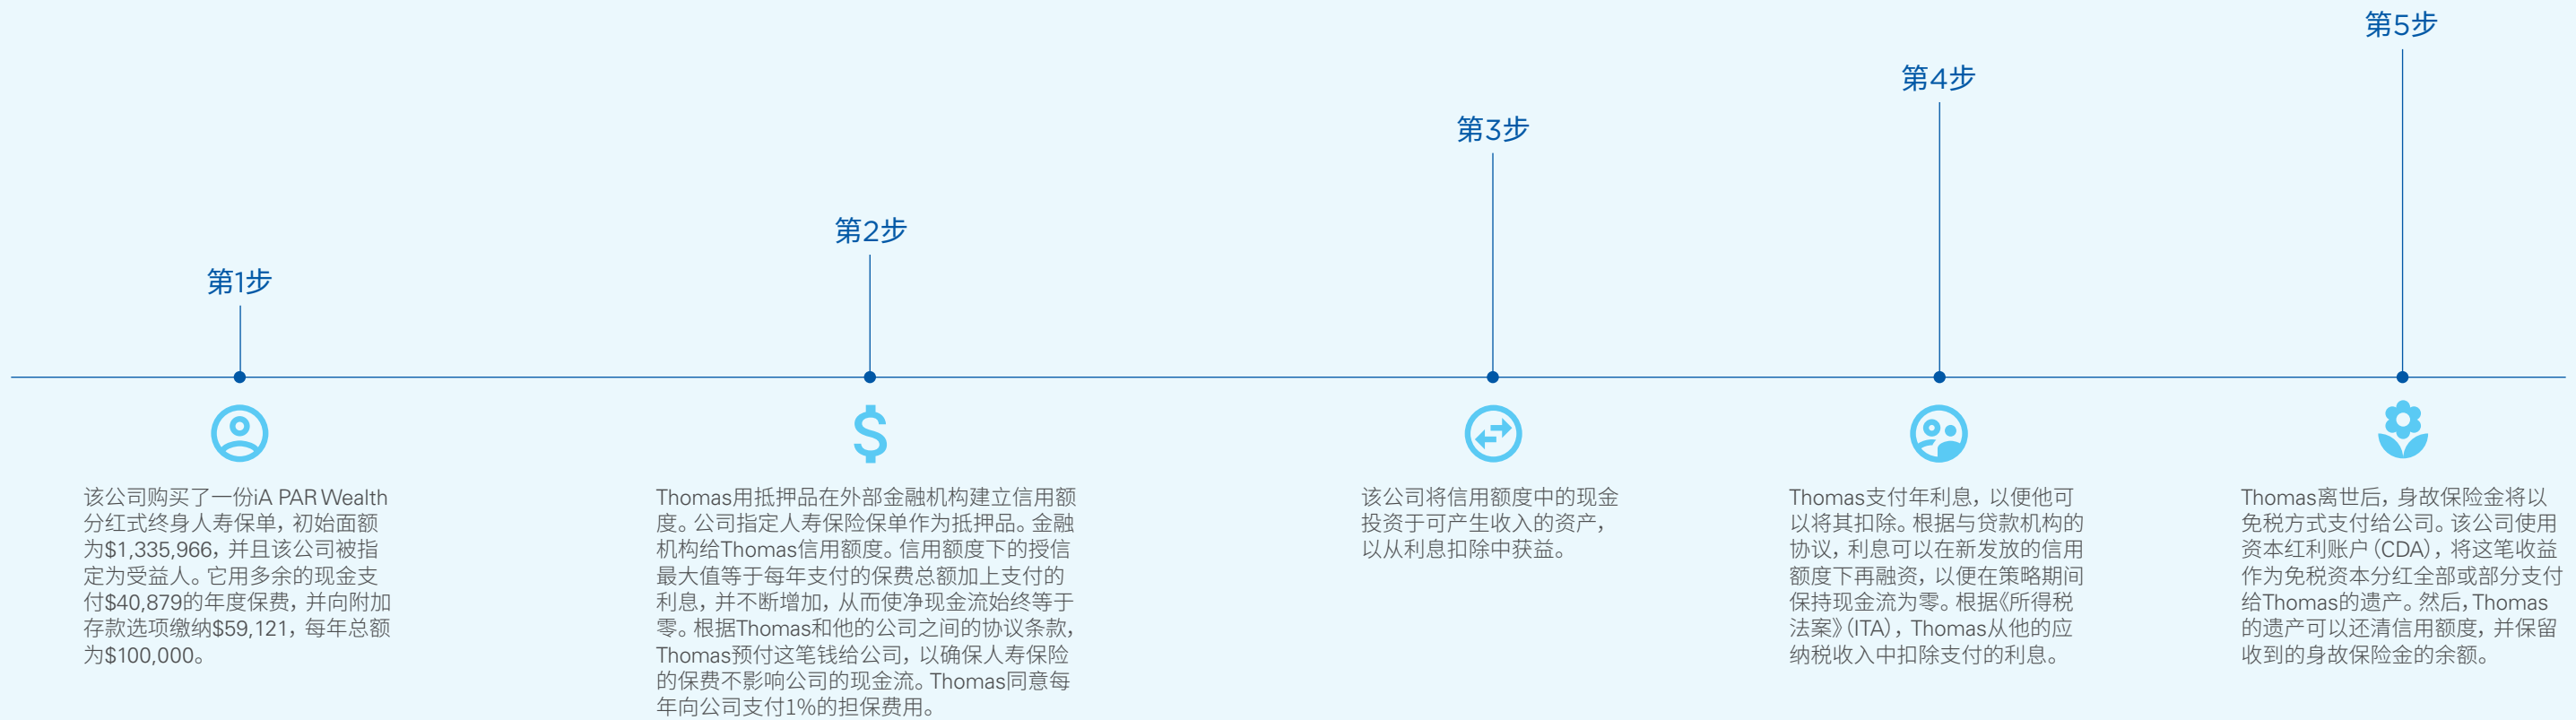 第1步
该公司购买了一份iA PAR Wealth
分红式终身人寿保单，初始面额
为$1,335,966，并且该公司被指
定为受益人。它用多余的现金支
付$40,879的年度保费，并向附加
存款选项缴纳$59,121，每年总额
为$100,000。
第2步
Thomas用抵押品在外部金融机构建立信用额
度。公司指定人寿保险保单作为抵押品。金融
机构给Thomas信用额度。信用额度下的授信
最大值等于每年支付的保费总额加上支付的
利息，并不断增加，从而使净现金流始终等于
零。根据Thomas和他的公司之间的协议条款，
Thomas预付这笔钱给公司，以确保人寿保险
的保费不影响公司的现金流。Thomas同意每
年向公司支付1%的担保费用。
第3步
该公司将信用额度中的现金
投资于可产生收入的资产，
以从利息扣除中获益。
第4步
Thomas支付年利息，以便他可
以将其扣除。根据与贷款机构的
协议，利息可以在新发放的信用
额度下再融资，以便在策略期间
保持现金流为零。根据《所得税
法案》（ITA），Thomas从他的应
纳税收入中扣除支付的利息。
第5步
Thomas离世后，身故保险金将以
免税方式支付给公司。该公司使用
资本红利账户（CDA），将这笔收益
作为免税资本分红全部或部分支付
给Thomas的遗产。然后，Thomas
的遗产可以还清信用额度，并保留
收到的身故保险金的余额。